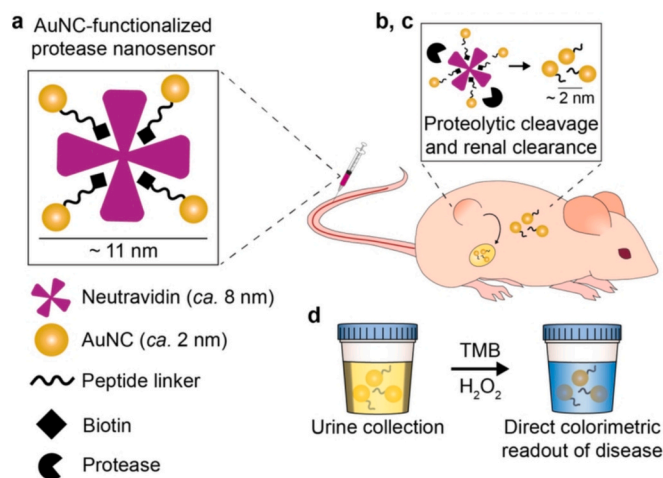 a
AuNC-functionalized
protease nanosensor
~ 11 nm
Neutravidin (ca. 8 nm)
AuNC (ca. 2 nm)
Peptide linker
Biotin
Protease
b, c
~ 2 nm
Proteolytic cleavage
and renal clearance
d
TMB
H₂O₂
Urine collection
Direct colorimetric
readout of disease